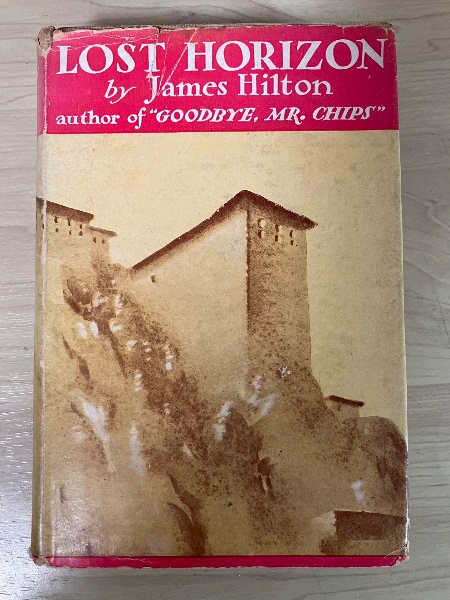 LOST HORIZON
by James Hilton
author of "GOODBYE, MR. CHIPS"